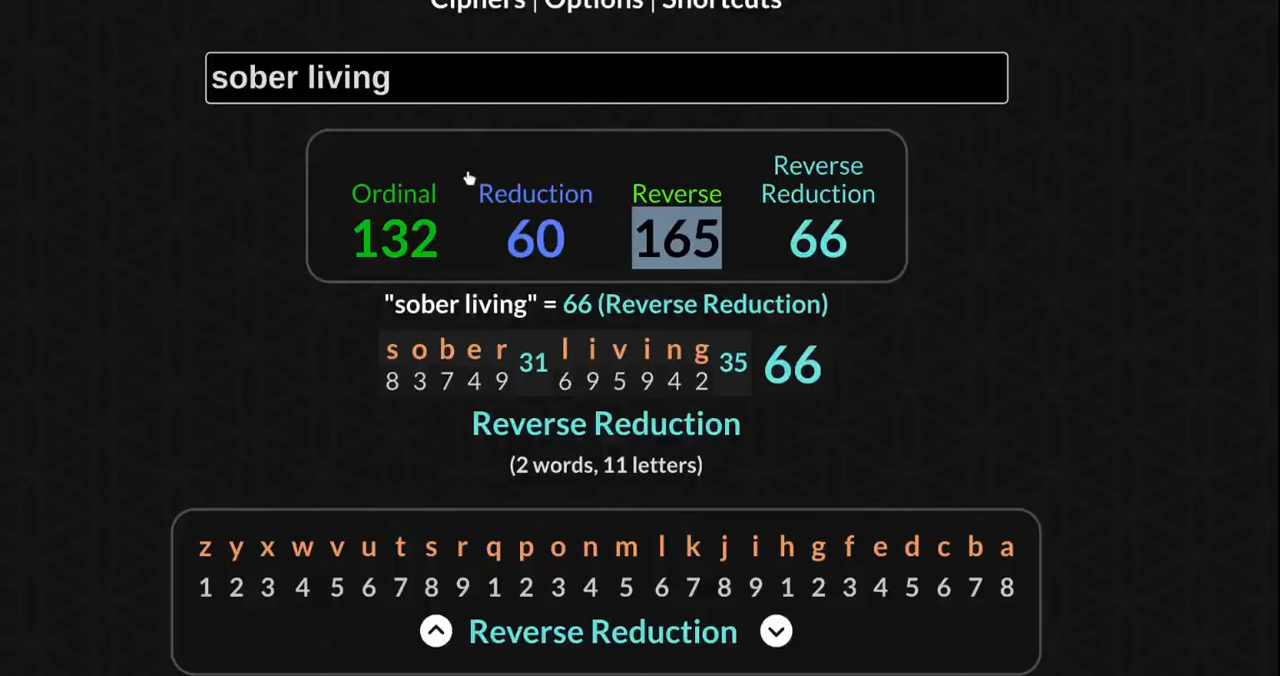 Ciphers | Options | Shortcuts
sober living
Reverse
Ordinal Reduction Reverse Reduction
132 60 165 66
"sober living" = 66 (Reverse Reduction)
s o b e r 31 l i v i n g 35 66
8 3 7 4 9 6 9 5 9 4 2
Reverse Reduction
(2 words, 11 letters)
z y x w v u t s r q p o n m l k j i h g f e d c b a
1 2 3 4 5 6 7 8 9 1 2 3 4 5 6 7 8 9 1 2 3 4 5 6 7 8
Reverse Reduction